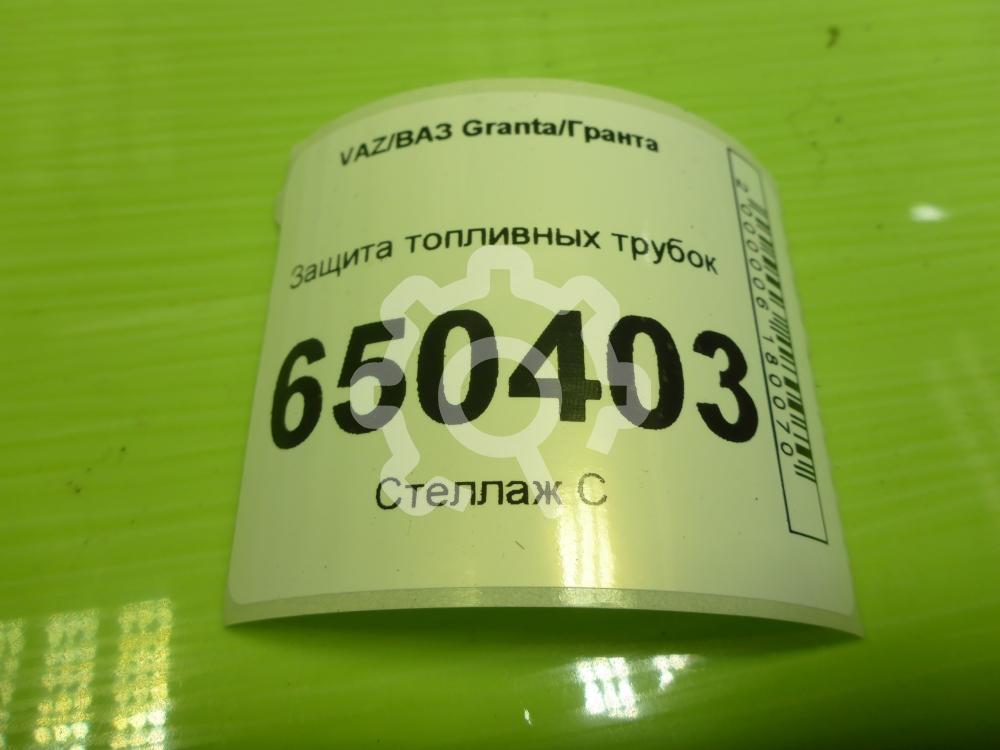 VAZ/ВАЗ Granta/Гранта
Защита топливных трубок
650403
Стеллаж С
2000006180070